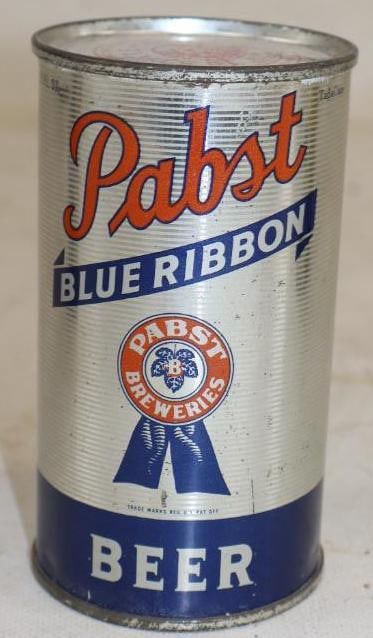 Pabst
BLUE RIBBON
PABST
B
BREWERIES
TRADE MARKS REG. U.S. PAT. OFF.
BEER